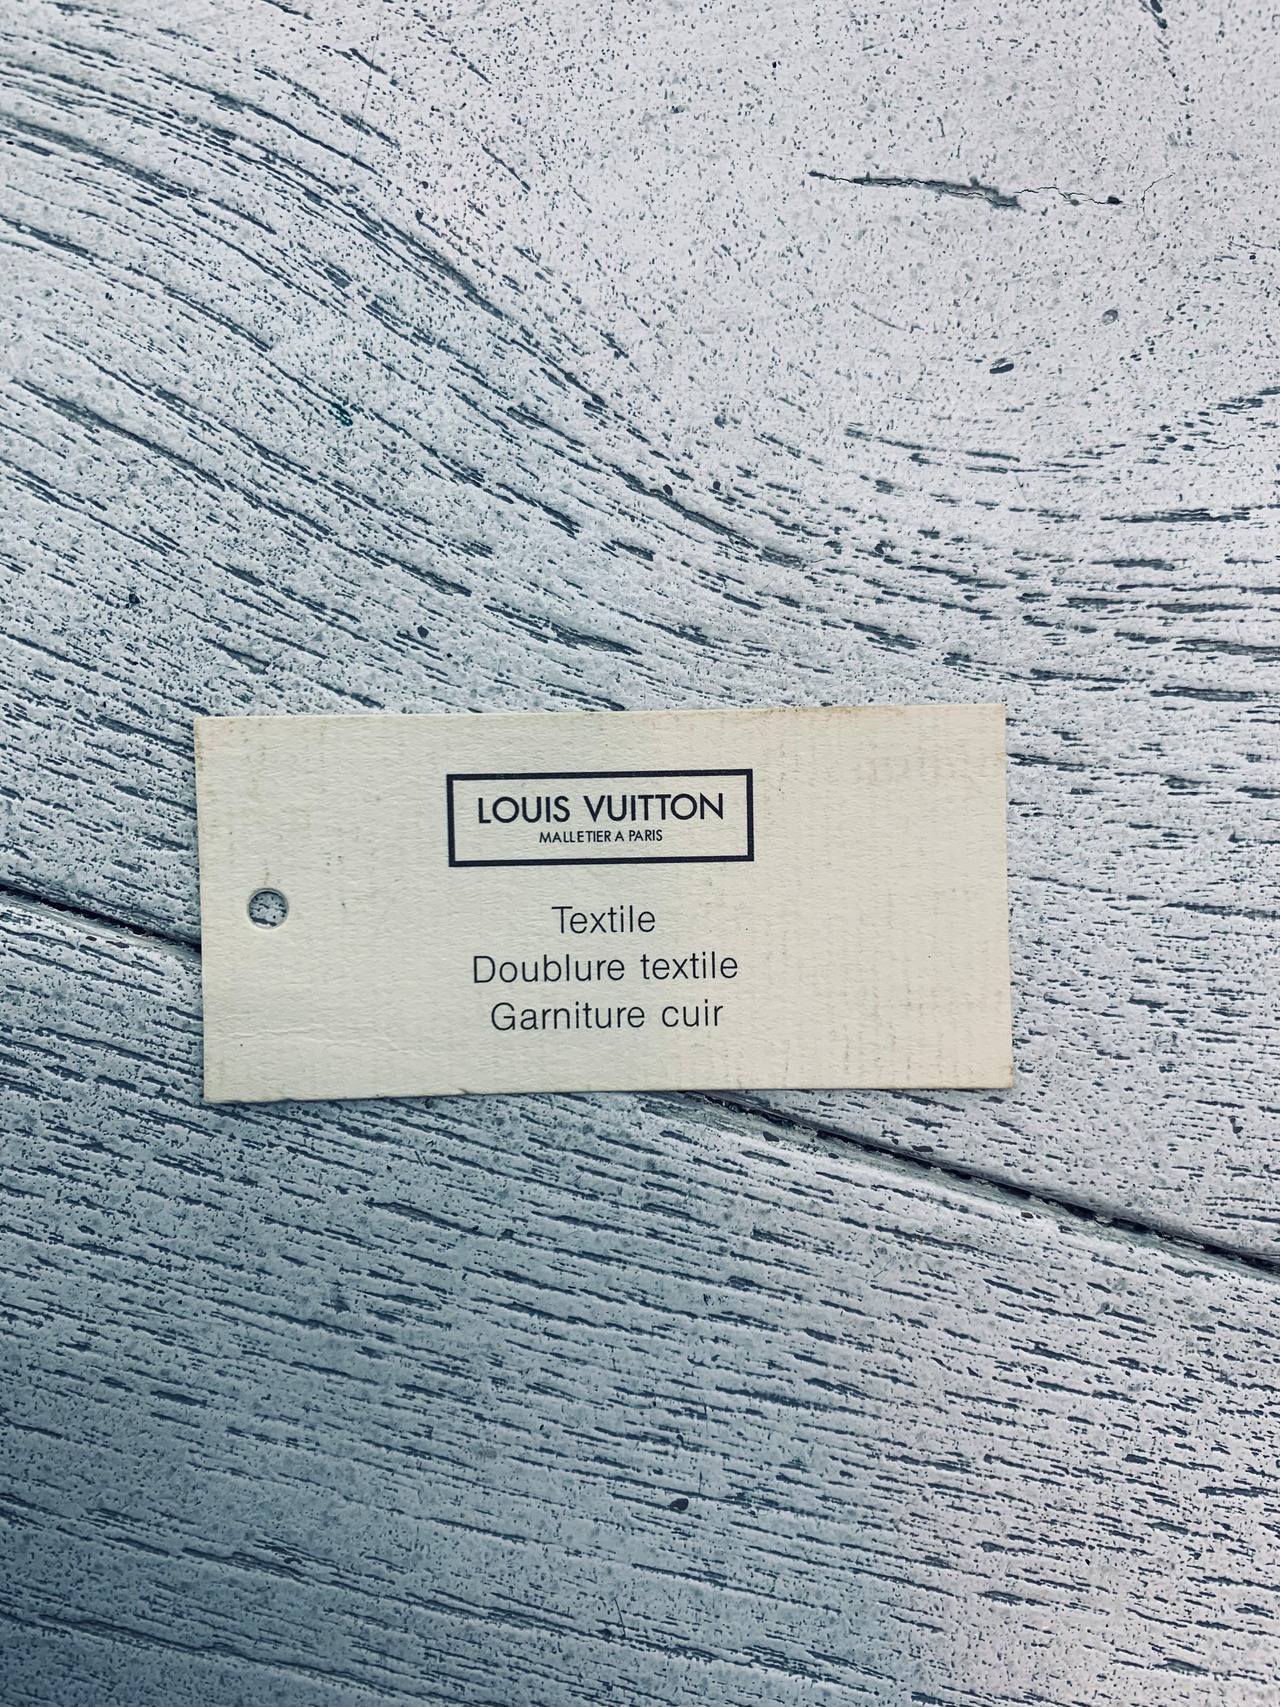 LOUIS VUITTON
MALLETIER A PARIS
Textile
Doublure textile
Garniture cuir